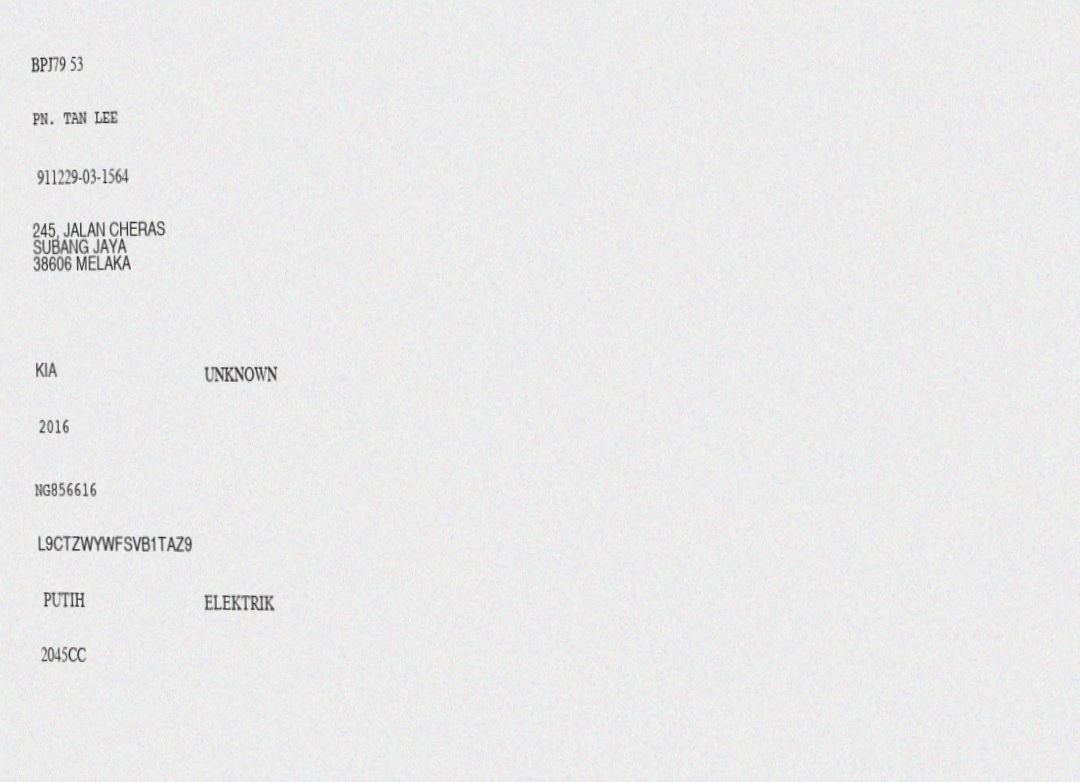 BPJ79 53
PN. TAN LEE
911229-03-1564
245, JALAN CHERAS
SUBANG JAYA
38606 MELAKA
KIA UNKNOWN
2016
NG856616
L9CTZWYWFSVB1TAZ9
PUTIH ELEKTRIK
2045CC